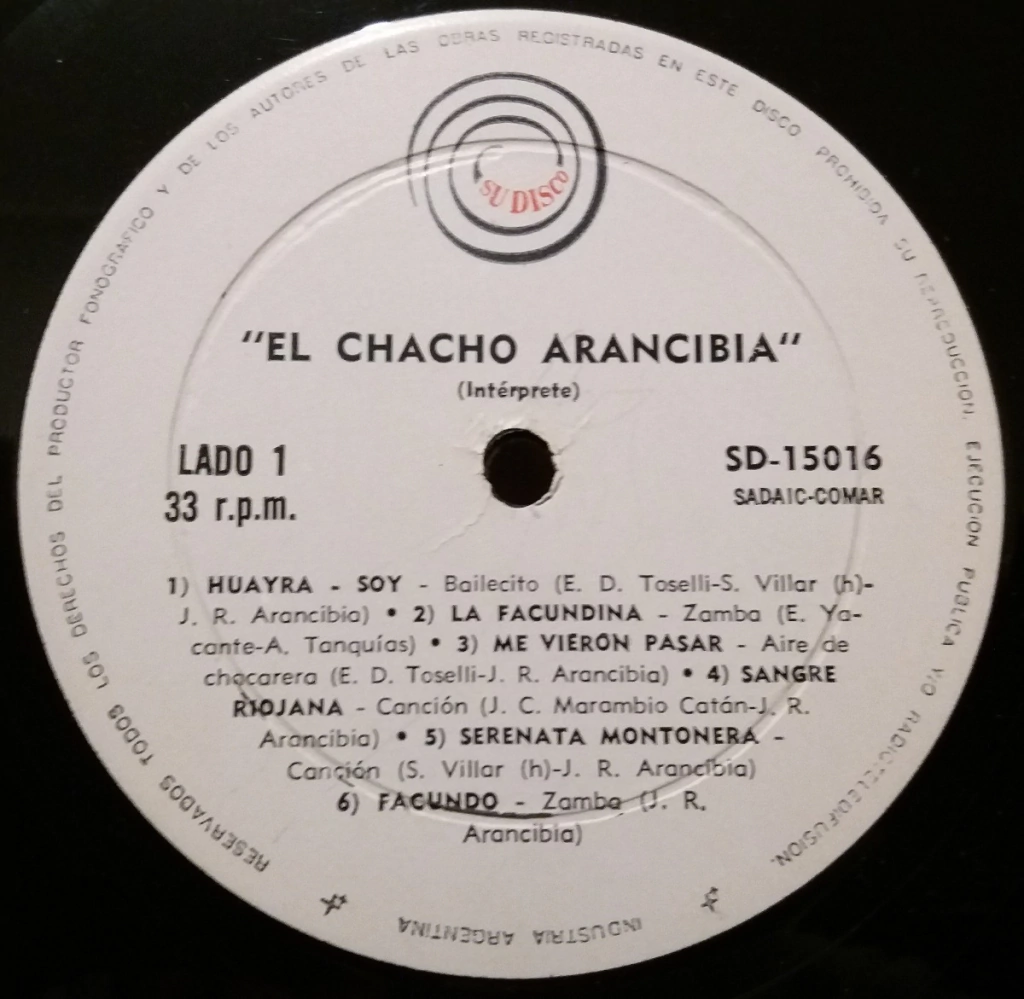 RESERVADOS TODOS LOS DERECHOS DEL PRODUCTOR FONOGRAFICO Y DE LOS AUTORES DE LAS OBRAS REGISTRADAS EN ESTE DISCO PROHIBIDA SU REPRODUCCION, EJECUCION PUBLICA Y/O RADIOTELEDIFUSION.
SU DISCO
"EL CHACHO ARANCIBIA"
(Intérprete)
LADO 1
33 r.p.m.
SD-15016
SADAIC-COMAR
1) HUAYRA - SOY - Bailecito (E. D. Toselli-S. Villar (h)-
J. R. Arancibia) • 2) LA FACUNDINA - Zamba (E. Ya-
cante-A. Tanquías) • 3) ME VIERON PASAR - Aire de
chacarera (E. D. Toselli-J. R. Arancibia) • 4) SANGRE
RIOJANA - Canción (J. C. Marambio Catán-J. R.
Arancibia) • 5) SERENATA MONTONERA -
Canción (S. Villar (h)-J. R. Arancibia)
6) FACUNDO - Zamba (J. R.
Arancibia)
INDUSTRIA ARGENTINA